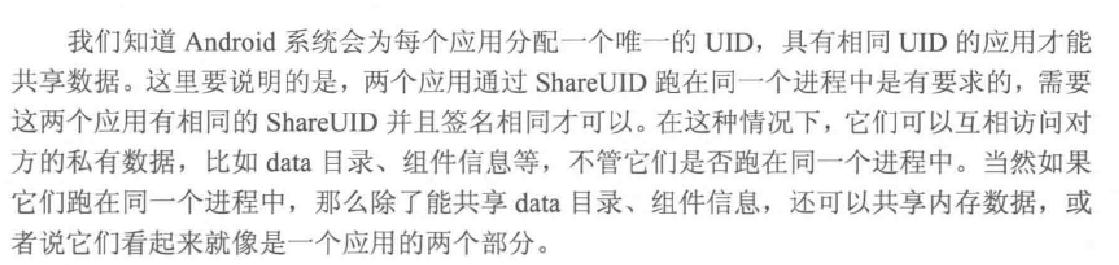 我们知道 Android 系统会为每个应用分配一个唯一的 UID，具有相同 UID 的应用才能
共享数据。这里要说明的是，两个应用通过 ShareUID 跑在同一个进程中是有要求的，需要
这两个应用有相同的 ShareUID 并且签名相同才可以。在这种情况下，它们可以互相访问对
方的私有数据，比如 data 目录、组件信息等，不管它们是否跑在同一个进程中。当然如果
它们跑在同一个进程中，那么除了能共享 data 目录、组件信息，还可以共享内存数据，或
者说它们看起来就像是一个应用的两个部分。